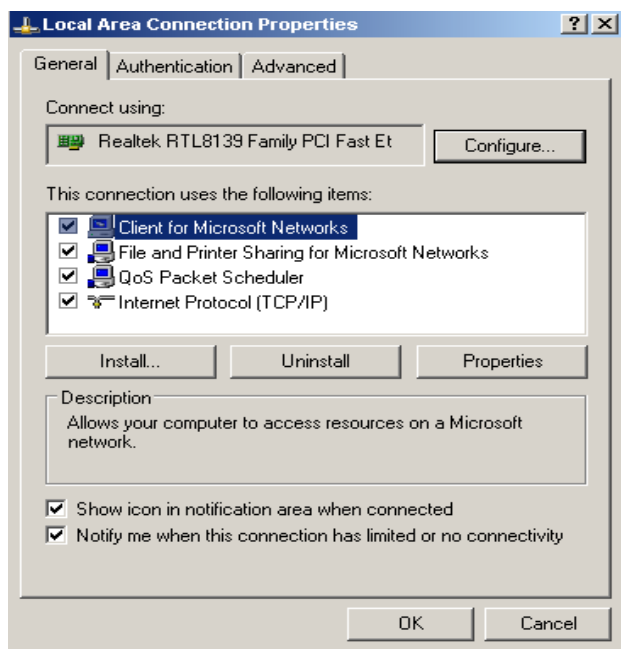 Local Area Connection Properties
General Authentication Advanced
Connect using:
Realtek RTL8139 Family PCI Fast Et Configure...
This connection uses the following items:
Client for Microsoft Networks
File and Printer Sharing for Microsoft Networks
QoS Packet Scheduler
Internet Protocol (TCP/IP)
Install... Uninstall Properties
Description
Allows your computer to access resources on a Microsoft
network.
Show icon in notification area when connected
Notify me when this connection has limited or no connectivity
OK Cancel